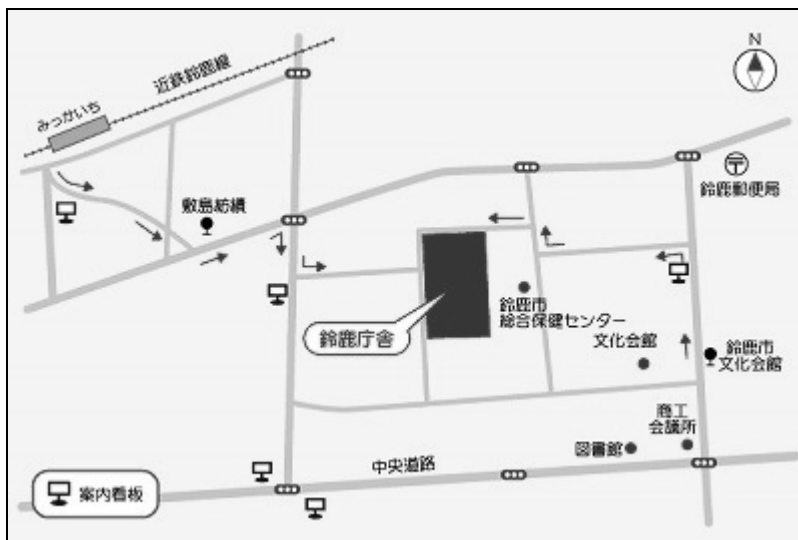 近鉄鈴鹿線
みっかいち
N
鈴鹿郵便局
敷島紡績
鈴鹿市
総合保健センター
鈴鹿庁舎
文化会館
鈴鹿市
文化会館
商工
会議所
図書館
中央道路
案内看板